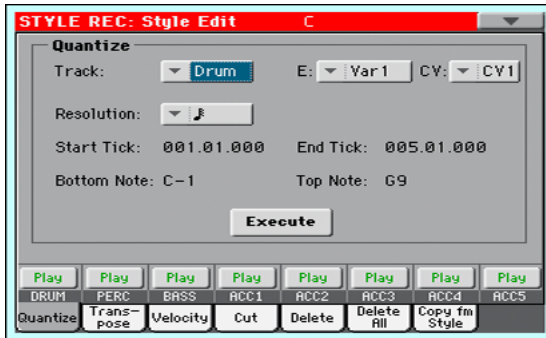 STYLE REC: Style Edit C
Quantize
Track: Drum E: Var1 CV: CV1
Resolution:
Start Tick: 001.01.000 End Tick: 005.01.000
Bottom Note: C-1 Top Note: G9
Execute
Play Play Play Play Play Play Play Play
DRUM PERC BASS ACC1 ACC2 ACC3 ACC4 ACC5
Quantize Trans-pose Velocity Cut Delete Delete All Copy fm Style